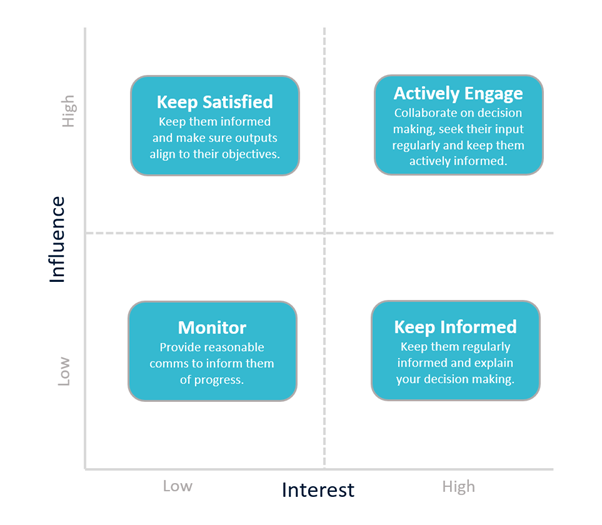 High
Keep Satisfied
Keep them informed
and make sure outputs
align to their objectives.
Actively Engage
Collaborate on decision
making, seek their input
regularly and keep them
actively informed.
Influence
Low
Monitor
Provide reasonable
comms to inform them
of progress.
Keep Informed
Keep them regularly
informed and explain
your decision making.
Low
Interest
High